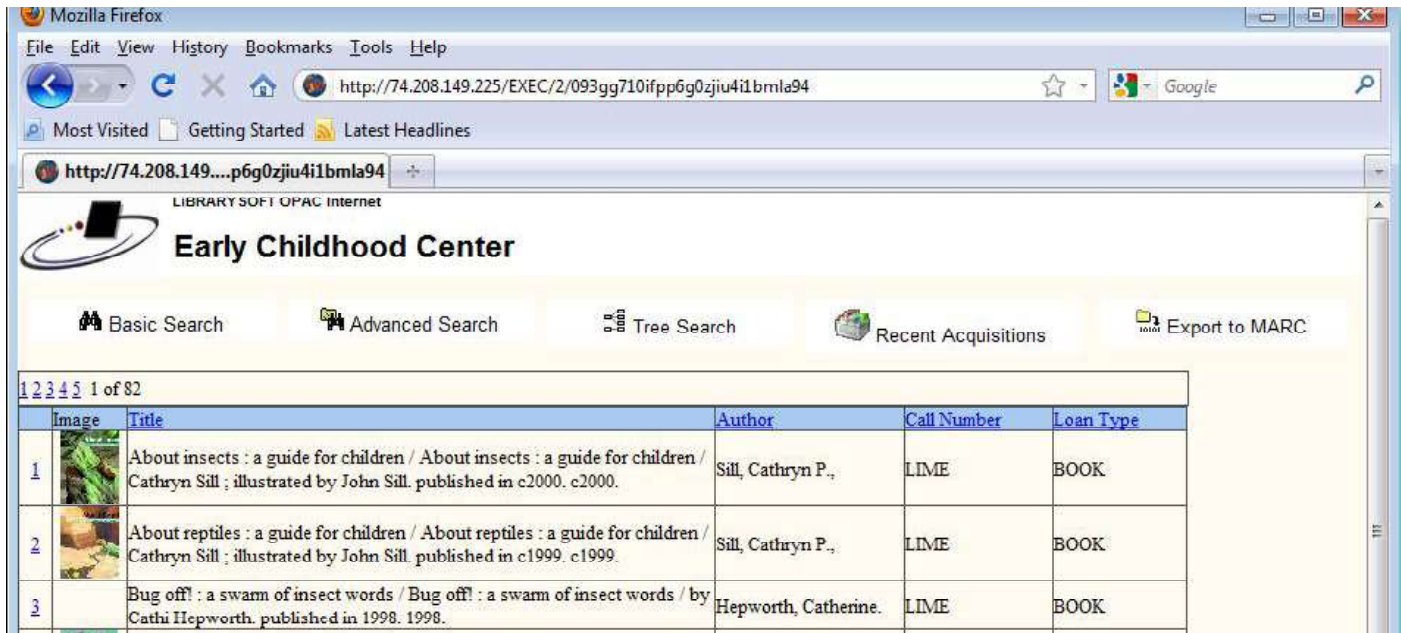 Mozilla Firefox
File Edit View History Bookmarks Tools Help
http://74.208.149.225/EXEC/2/093gg710ifpp6g0zjiu4i1bmla94
Google
Most Visited Getting Started Latest Headlines
http://74.208.149....p6g0zjiu4i1bmla94
LIBRARY SOFT OPAC Internet
Early Childhood Center
Basic Search Advanced Search Tree Search Recent Acquisitions Export to MARC
1 2 3 4 5 1 of 82
Image Title Author Call Number Loan Type
1 About insects : a guide for children / About insects : a guide for children / Sill, Cathryn P., LIME BOOK
Cathryn Sill ; illustrated by John Sill. published in c2000. c2000.
2 About reptiles : a guide for children / About reptiles : a guide for children / Sill, Cathryn P., LIME BOOK
Cathryn Sill ; illustrated by John Sill. published in c1999. c1999.
3 Bug off! : a swarm of insect words / Bug off! : a swarm of insect words / by Hepworth, Catherine. LIME BOOK
Cathi Hepworth. published in 1998. 1998.